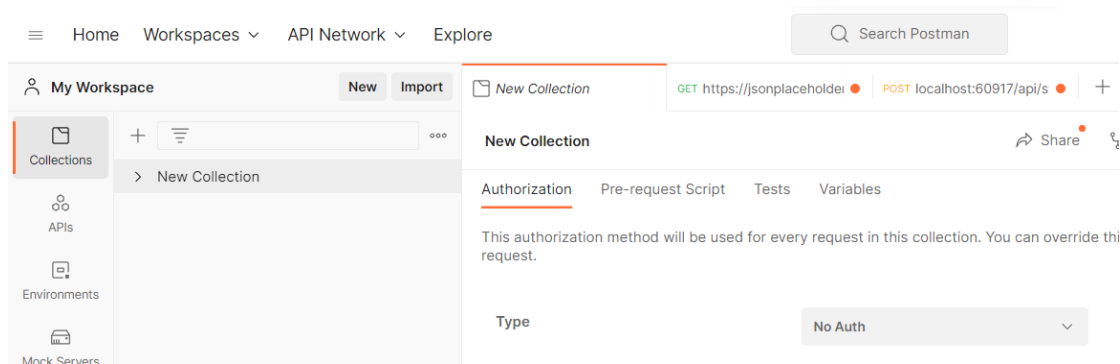 Home Workspaces API Network Explore Search Postman
My Workspace New Import New Collection GET https://jsonplaceholder POST localhost:60917/api/s
Collections
New Collection Share
New Collection
Authorization Pre-request Script Tests Variables
APIs
This authorization method will be used for every request in this collection. You can override thi
request.
Environments
Type No Auth
Mock Servers